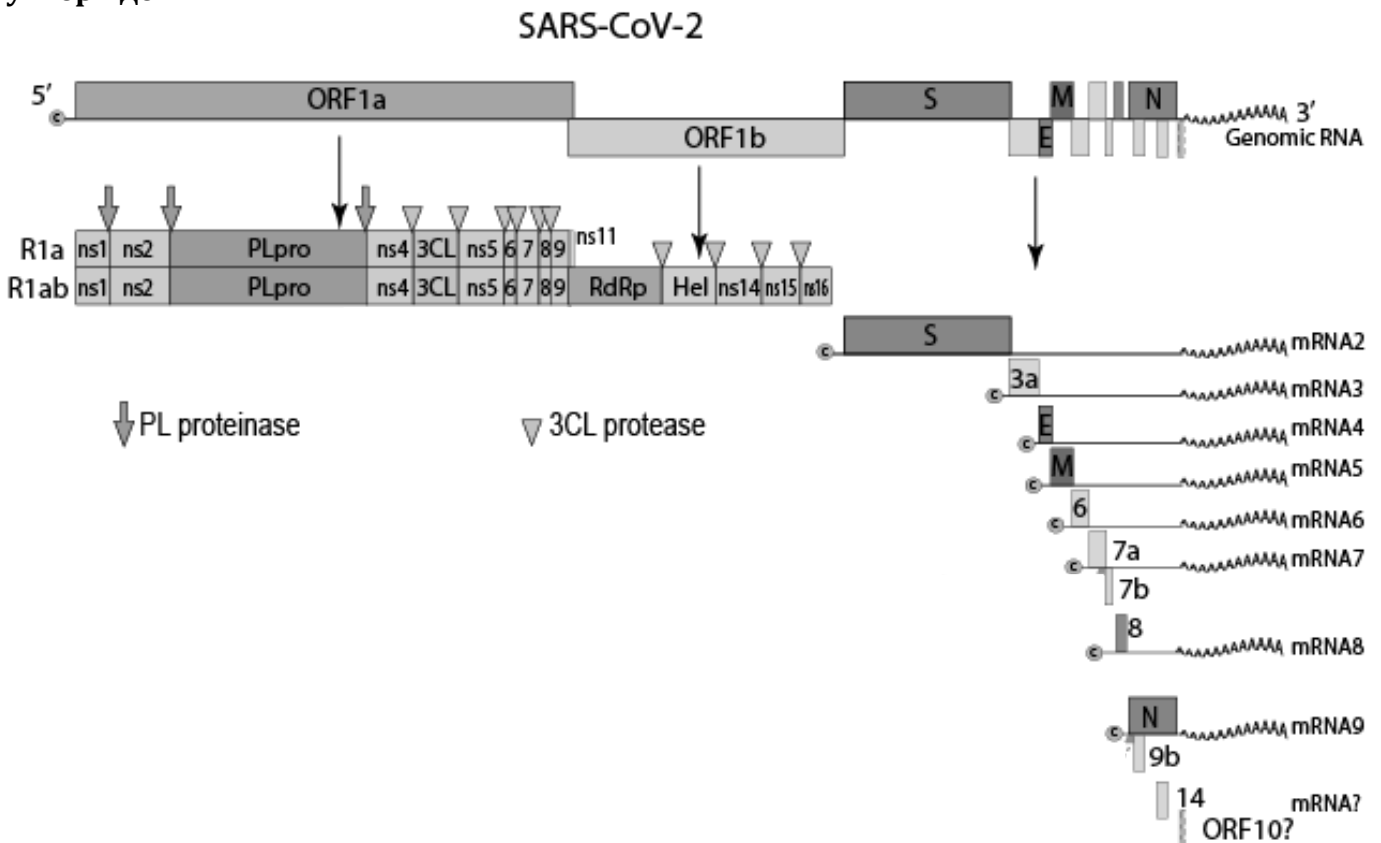 SARS-CoV-2
5′ c ORF1a S M N 3′
ORF1b E Genomic RNA
R1a ns1 ns2 PLpro ns4 3CL ns5 6 7 8 9 ns11
R1ab ns1 ns2 PLpro ns4 3CL ns5 6 7 8 9 RdRp Hel ns14 ns15 ns16
c S mRNA2
c 3a mRNA3
PL proteinase 3CL protease
c E mRNA4
c M mRNA5
c 6 mRNA6
c 7a mRNA7
7b
c 8 mRNA8
c N mRNA9
9b
14 mRNA?
ORF10?